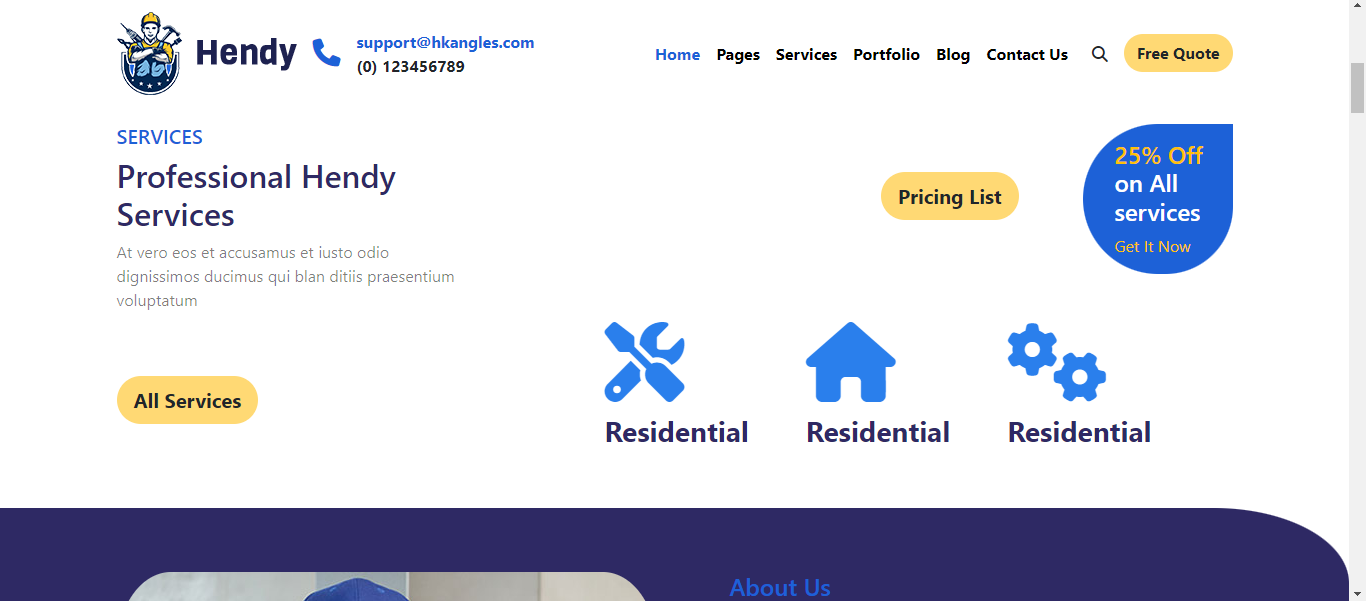 Hendy
support@hkangles.com
(0) 123456789
Home Pages Services Portfolio Blog Contact Us Free Quote
SERVICES
Professional Hendy
Services
At vero eos et accusamus et iusto odio
dignissimos ducimus qui blan ditiis praesentium
voluptatum
All Services
Pricing List
25% Off
on All
services
Get It Now
Residential Residential Residential
About Us